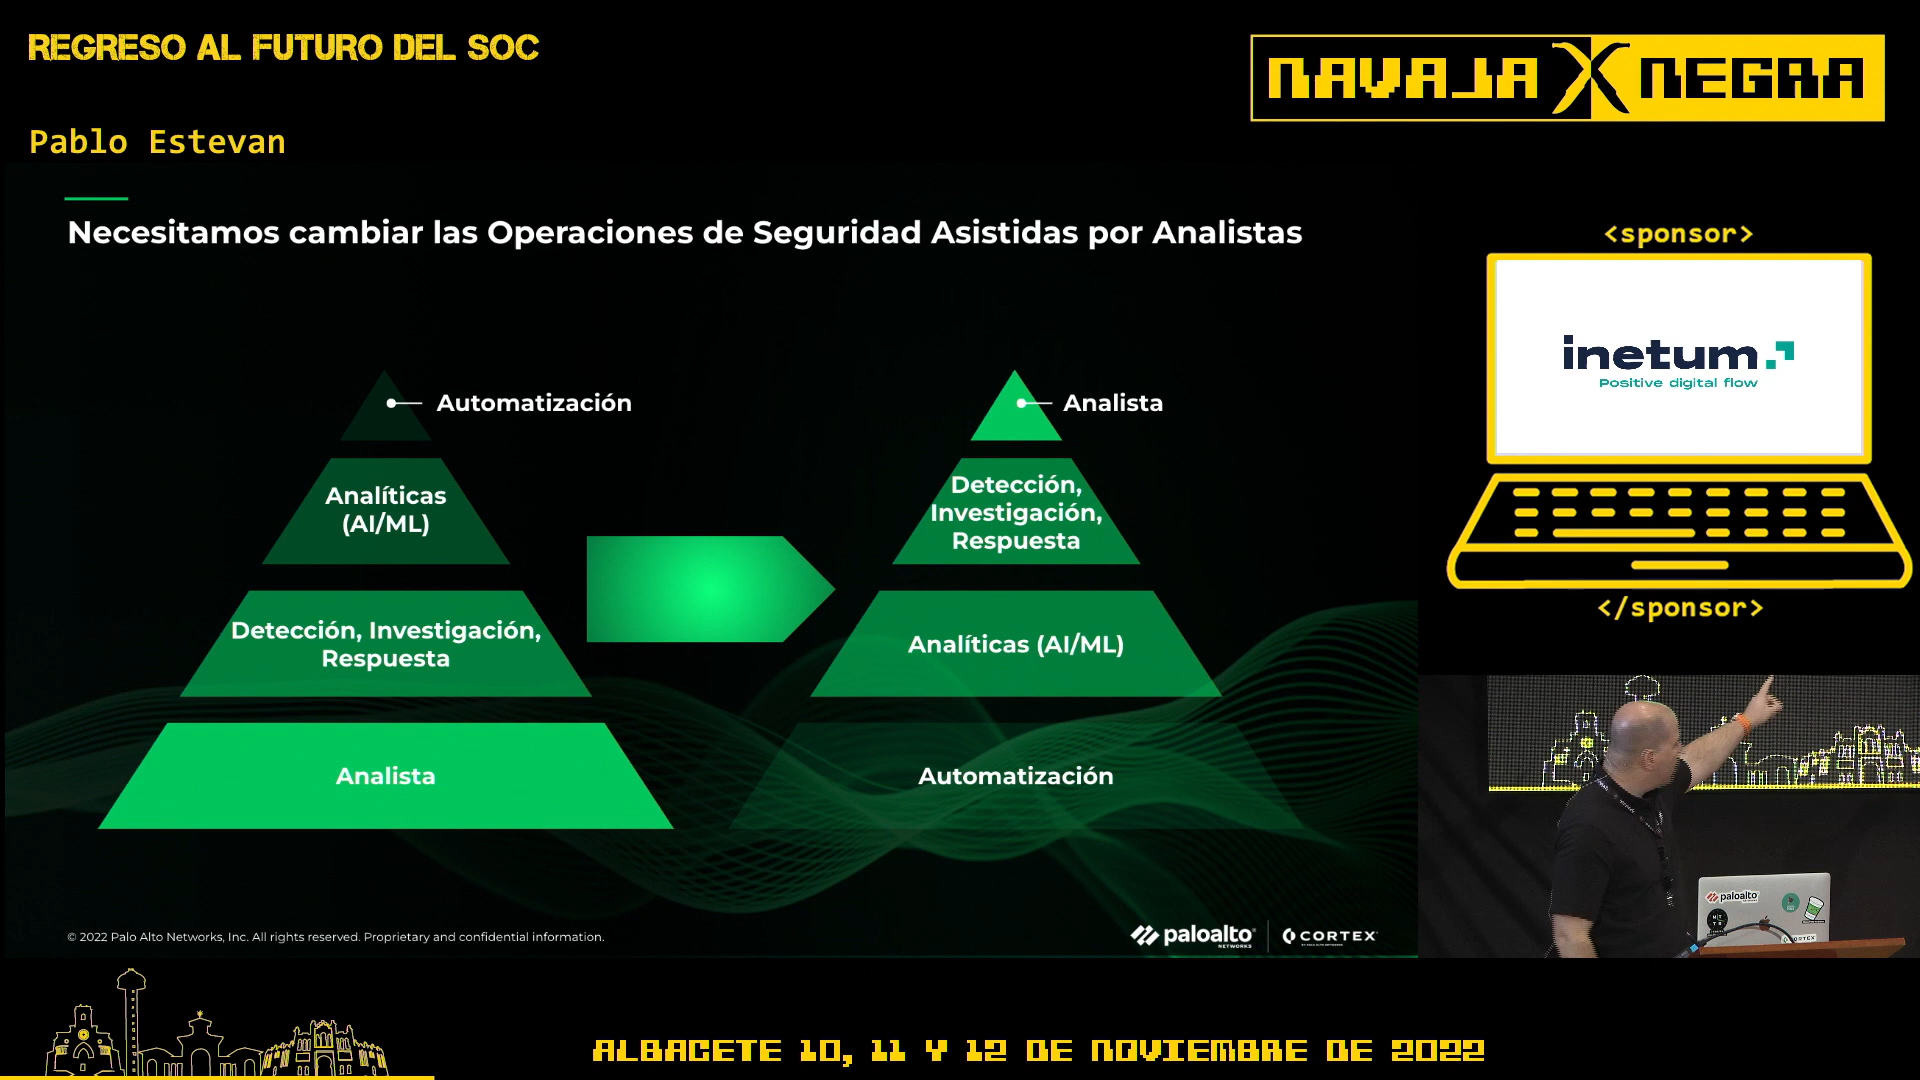 REGRESO AL FUTURO DEL SOC
NAVAJA X NEGRA
Pablo Estevan
Necesitamos cambiar las Operaciones de Seguridad Asistidas por Analistas
Automatización
Analíticas
(AI/ML)
Detección, Investigación,
Respuesta
Analista
Analista
Detección,
Investigación,
Respuesta
Analíticas (AI/ML)
Automatización
© 2022 Palo Alto Networks, Inc. All rights reserved. Proprietary and confidential information.
paloalto
NETWORKS
CORTEX
<sponsor>
inetum.
Positive digital flow
</sponsor>
paloalto
CORTEX
ALBACETE 10, 11 Y 12 DE NOVIEMBRE DE 2022